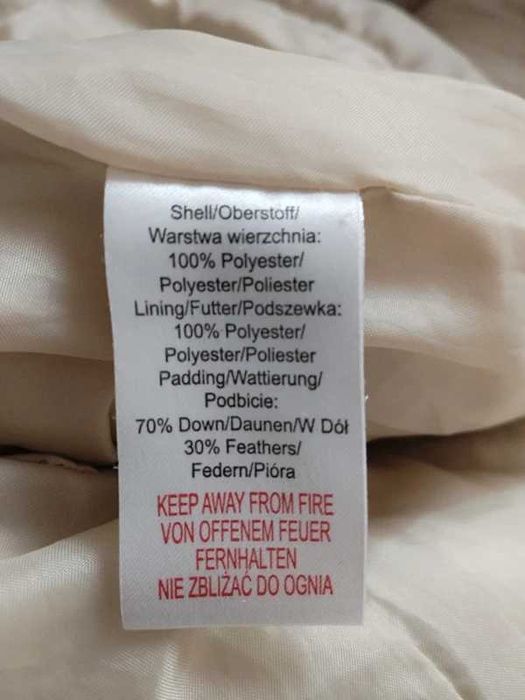 Shell/Oberstoff/
Warstwa wierzchnia:
100% Polyester/
Polyester/Poliester
Lining/Futter/Podszewka:
100% Polyester/
Polyester/Poliester
Padding/Wattierung/
Podbicie:
70% Down/Daunen/W Dół
30% Feathers/
Federn/Pióra
KEEP AWAY FROM FIRE
VON OFFENEM FEUER
FERNHALTEN
NIE ZBLIŻAĆ DO OGNIA